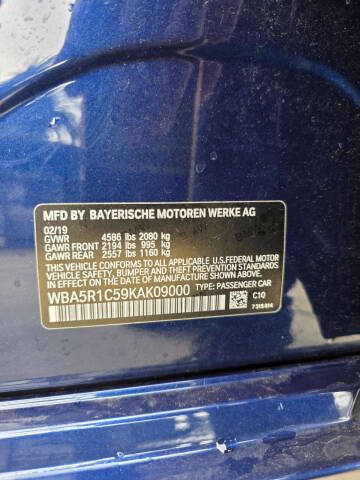 MFD BY BAYERISCHE MOTOREN WERKE AG
02/19
GVWR 4586 lbs 2080 kg
GAWR FRONT 2194 lbs 995 kg
GAWR REAR 2557 lbs 1160 kg
THIS VEHICLE CONFORMS TO ALL
APPLICABLE U.S. FEDERAL MOTOR
VEHICLE SAFETY, BUMPER, AND THEFT
PREVENTION STANDARDS IN EFFECT ON
THE DATE OF MANUFACTURE SHOWN ABOVE.
WBA5R1C59KAK09000 TYPE: PASSENGER CAR
C10